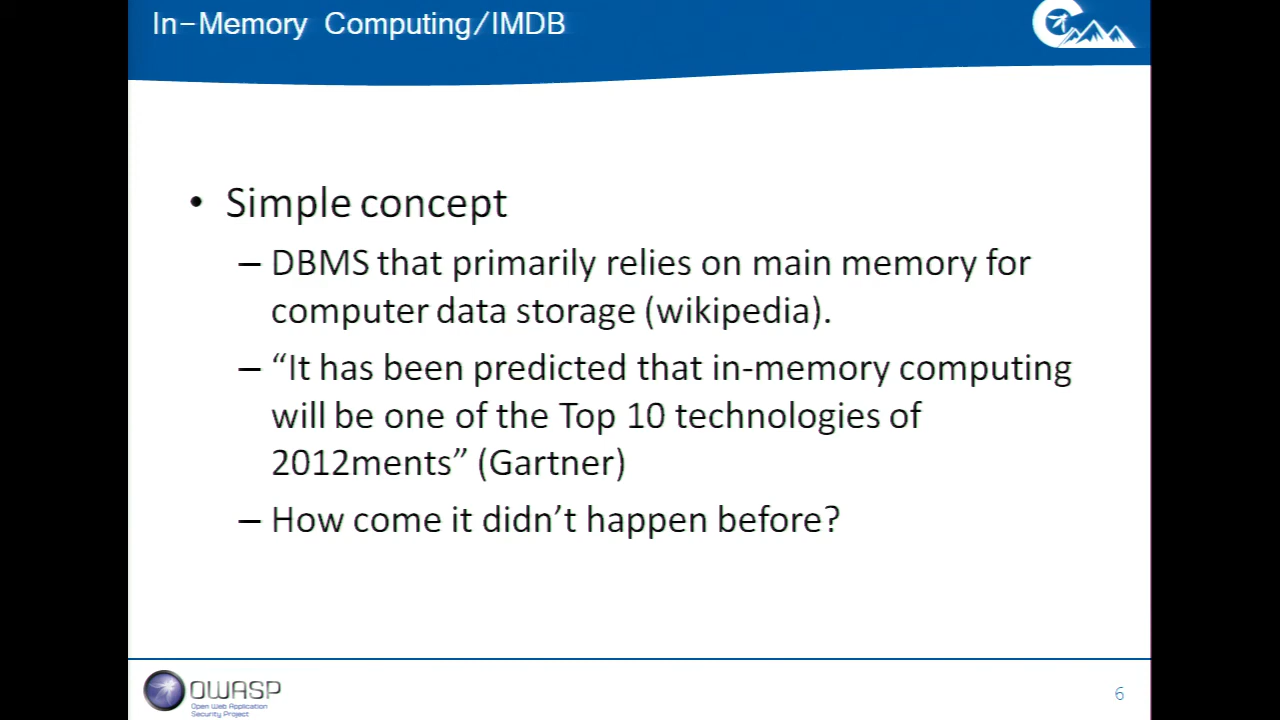 In-Memory Computing/IMDB
• Simple concept
– DBMS that primarily relies on main memory for
computer data storage (wikipedia).
– “It has been predicted that in-memory computing
will be one of the Top 10 technologies of
2012ments” (Gartner)
– How come it didn’t happen before?
OWASP
Open Web Application
Security Project
6